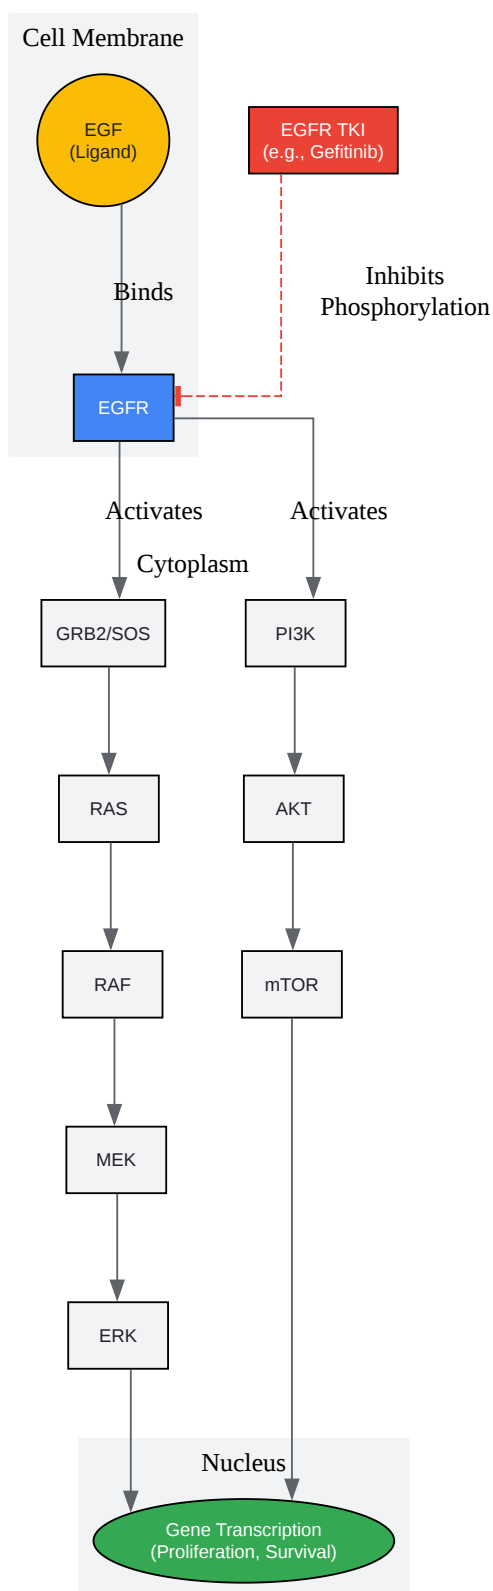 Cell Membrane
EGF
(Ligand)
EGFR TKI
(e.g., Gefitinib)
Inhibits
Phosphorylation
Binds
EGFR
Activates
Activates
Cytoplasm
GRB2/SOS
PI3K
RAS
AKT
RAF
mTOR
MEK
ERK
Nucleus
Gene Transcription
(Proliferation, Survival)